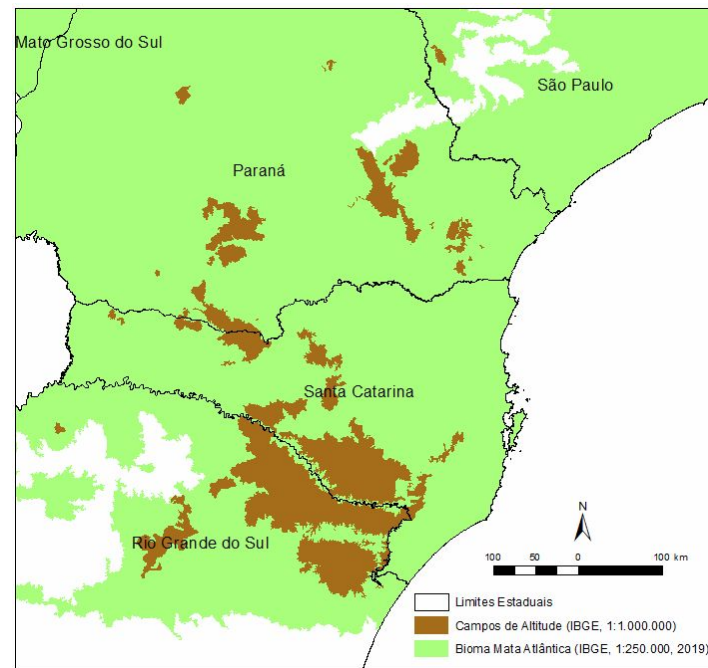 Mato Grosso do Sul
São Paulo
Paraná
Santa Catarina
Rio Grande do Sul
N
100 50 0 100 km
Limites Estaduais
Campos de Altitude (IBGE, 1:1.000.000)
Bioma Mata Atlântica (IBGE, 1:250.000, 2019)